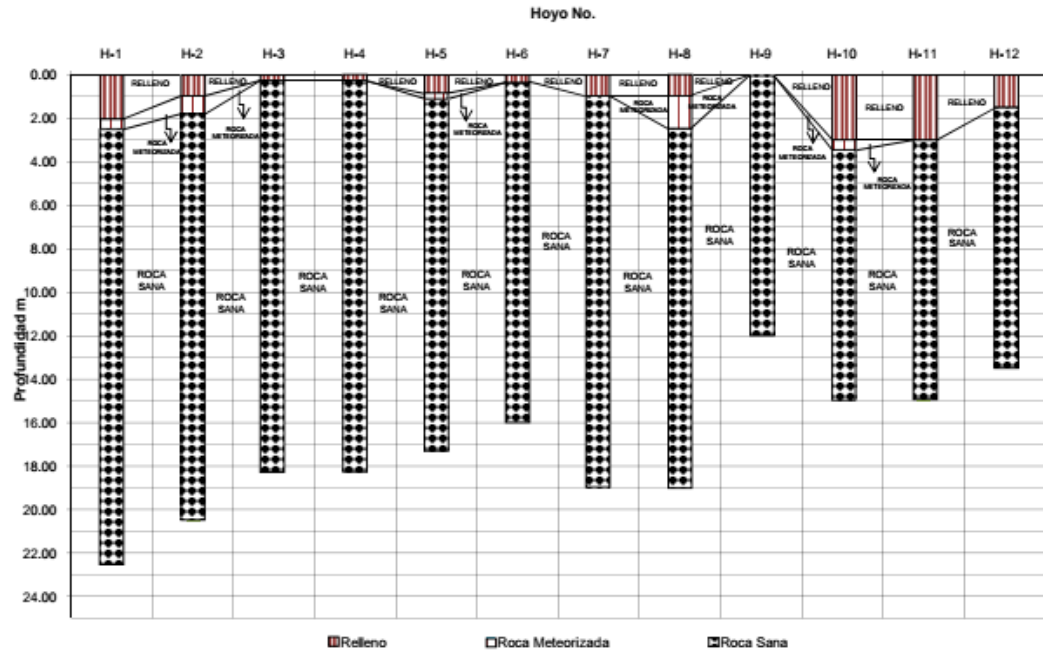 Hoyo No.
H-1 H-2 H-3 H-4 H-5 H-6 H-7 H-8 H-9 H-10 H-11 H-12
Profundidad m
0.00
2.00
4.00
6.00
8.00
10.00
12.00
14.00
16.00
18.00
20.00
22.00
24.00
RELLENO
RELLENO
RELLENO
RELLENO
RELLENO
RELLENO
RELLENO
RELLENO
RELLENO
RELLENO
ROCA
METEORIZADA
ROCA
METEORIZADA
ROCA
METEORIZADA
ROCA
METEORIZADA
ROCA
METEORIZADA
ROCA
METEORIZADA
ROCA
METEORIZADA
ROCA
SANA
ROCA
SANA
ROCA
SANA
ROCA
SANA
ROCA
SANA
ROCA
SANA
ROCA
SANA
ROCA
SANA
ROCA
SANA
ROCA
SANA
ROCA
SANA
Relleno
Roca Meteorizada
Roca Sana